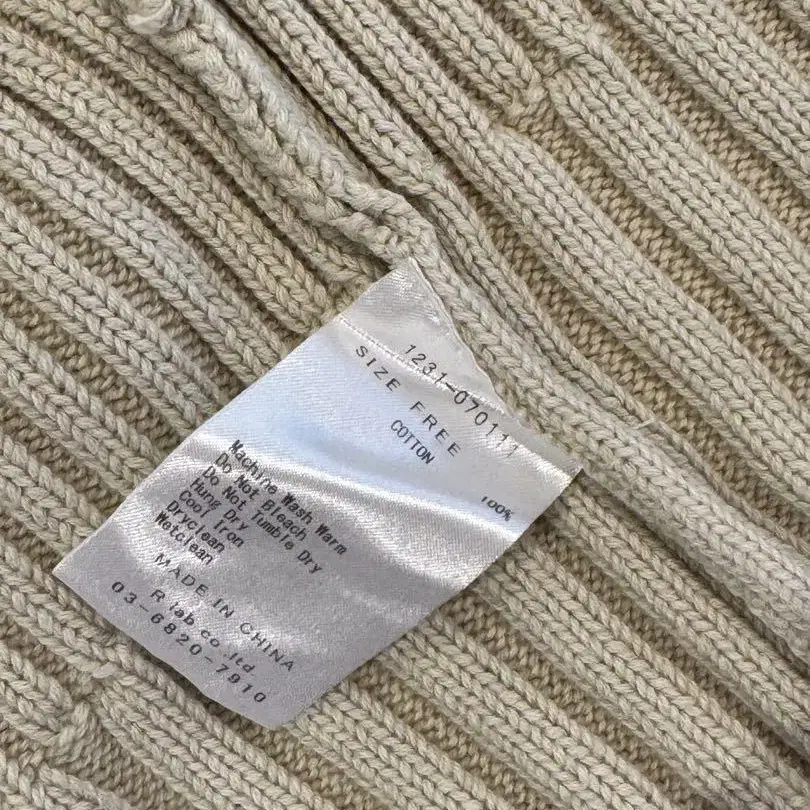 1231-070111
SIZE FREE
COTTON 100%
Machine Wash Warm
Do Not Bleach
Do Not Tumble Dry
Hung Dry
Cool Iron
Dryclean
Wetclean
MADE IN CHINA
R lab co.,ltd
03-6820-7910